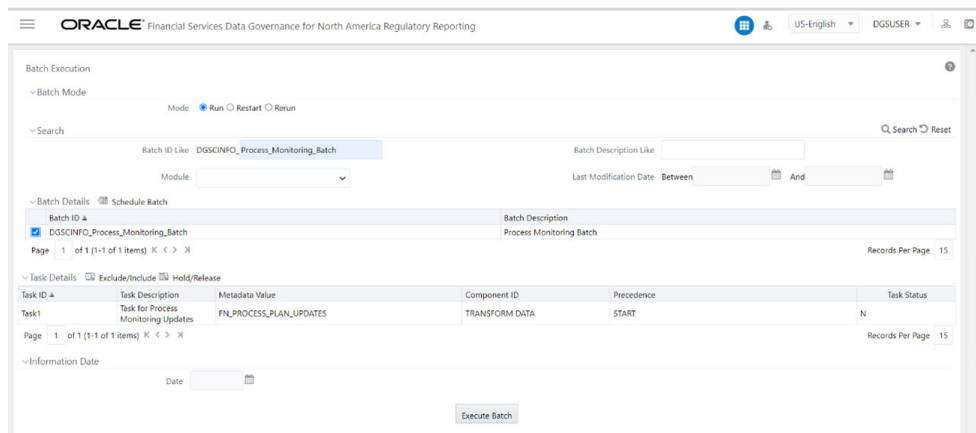 ORACLE® Financial Services Data Governance for North America Regulatory Reporting US-English DGSUSER
Batch Execution
Batch Mode
Mode Run Restart Rerun
Search Search Reset
Batch ID Like DGSCINFO_ Process_Monitoring_Batch Batch Description Like
Module Last Modification Date Between And
Batch Details Schedule Batch
Batch ID Batch Description
DGSCINFO_Process_Monitoring_Batch Process Monitoring Batch
Page 1 of 1 (1-1 of 1 items) Records Per Page 15
Task Details Exclude/Include Hold/Release
Task ID Task Description Metadata Value Component ID Precedence Task Status
Task1 Task for Process Monitoring Updates FN_PROCESS_PLAN_UPDATES TRANSFORM DATA START N
Page 1 of 1 (1-1 of 1 items) Records Per Page 15
Information Date
Date
Execute Batch